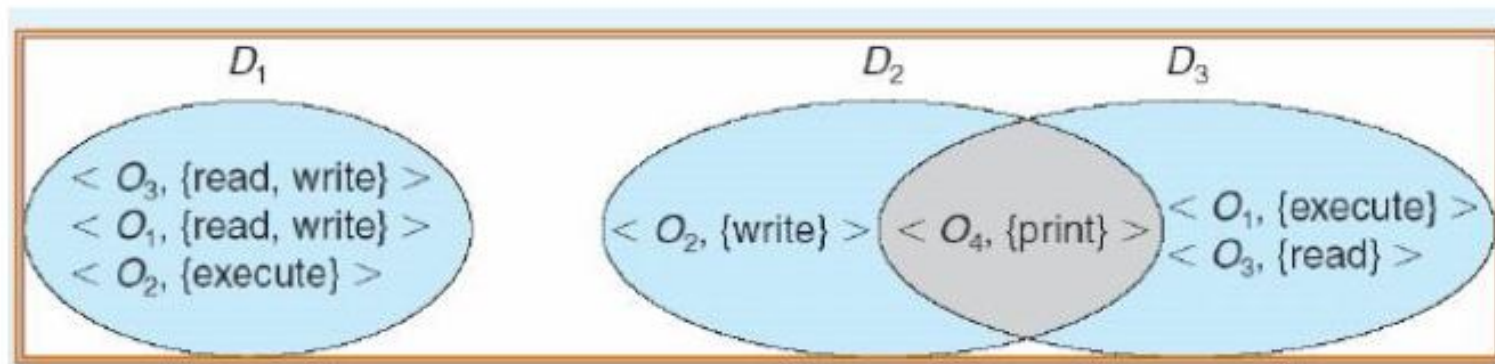 D₁
D₂
D₃
< O₃, {read, write} >
< O₁, {read, write} >
< O₂, {execute} >
< O₂, {write} >
< O₄, {print} >
< O₁, {execute} >
< O₃, {read} >